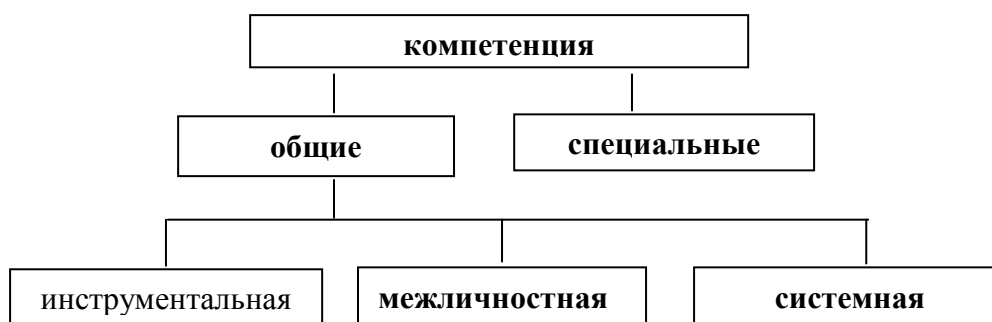 компетенция
общие
специальные
инструментальная
межличностная
системная